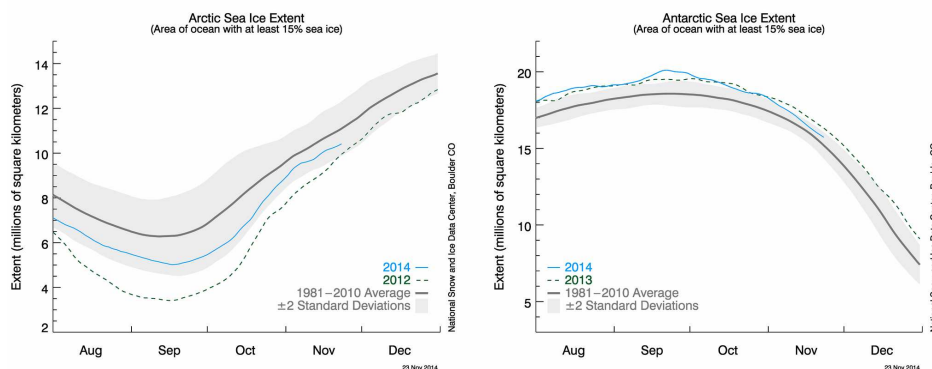 Arctic Sea Ice Extent
(Area of ocean with at least 15% sea ice)
Extent (millions of square kilometers)
14
12
10
8
6
4
2
2014
2012
1981–2010 Average
±2 Standard Deviations
Aug Sep Oct Nov Dec
National Snow and Ice Data Center, Boulder CO
23 Nov 2014
Antarctic Sea Ice Extent
(Area of ocean with at least 15% sea ice)
Extent (millions of square kilometers)
20
15
10
5
2014
2013
1981–2010 Average
±2 Standard Deviations
Aug Sep Oct Nov Dec
23 Nov 2014